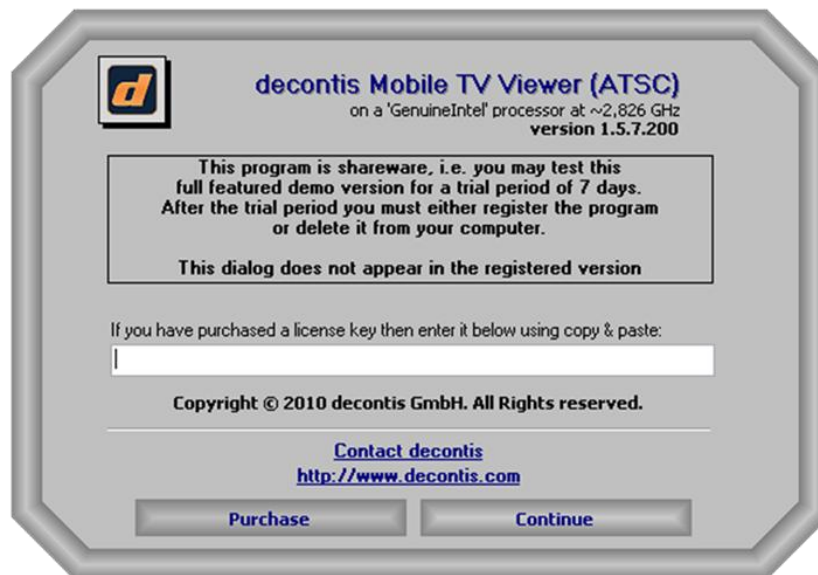 d
decontis Mobile TV Viewer (ATSC)
on a 'GenuineIntel' processor at ~2,826 GHz
version 1.5.7.200
This program is shareware, i.e. you may test this
full featured demo version for a trial period of 7 days.
After the trial period you must either register the program
or delete it from your computer.
This dialog does not appear in the registered version
If you have purchased a license key then enter it below using copy & paste:
Copyright © 2010 decontis GmbH. All Rights reserved.
Contact decontis
http://www.decontis.com
Purchase Continue